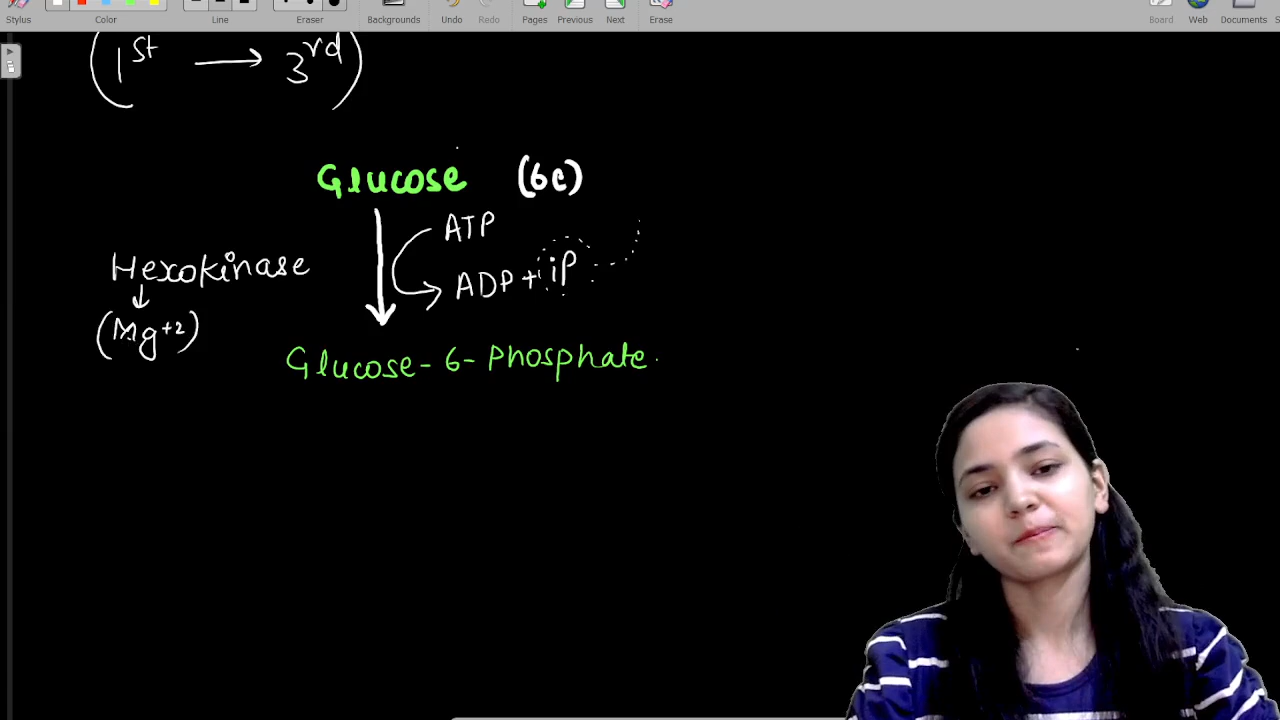 Stylus Color Line Eraser Backgrounds Undo Redo Pages Previous Next Erase Board Web Documents
(1st → 3rd)
Glucose (6c)
ATP
Hexokinase
ADP + iP
↓
(Mg+2)
Glucose-6-Phosphate.